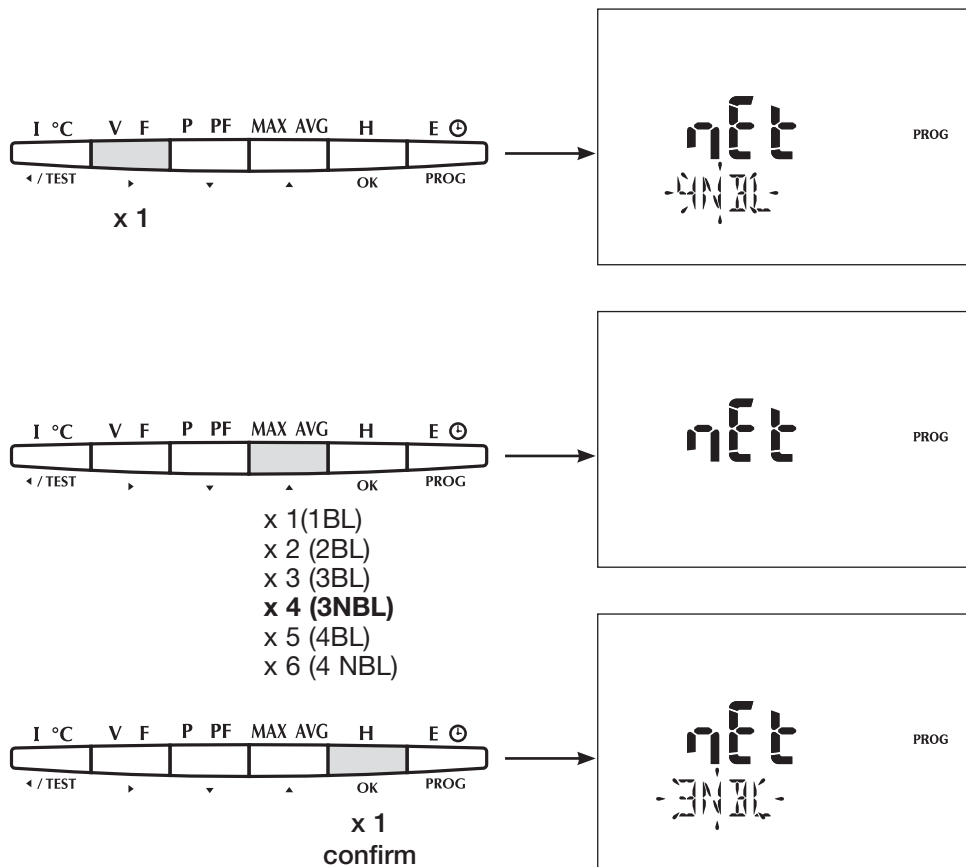 I °C V F P PF MAX AVG H E
◂ / TEST ▸ ▾ ▴ OK PROG
x 1
nEt PROG
4NBL
I °C V F P PF MAX AVG H E
◂ / TEST ▸ ▾ ▴ OK PROG
nEt PROG
x 1(1BL)
x 2 (2BL)
x 3 (3BL)
x 4 (3NBL)
x 5 (4BL)
x 6 (4 NBL)
I °C V F P PF MAX AVG H E
◂ / TEST ▸ ▾ ▴ OK PROG
nEt PROG
3NBL
x 1
confirm